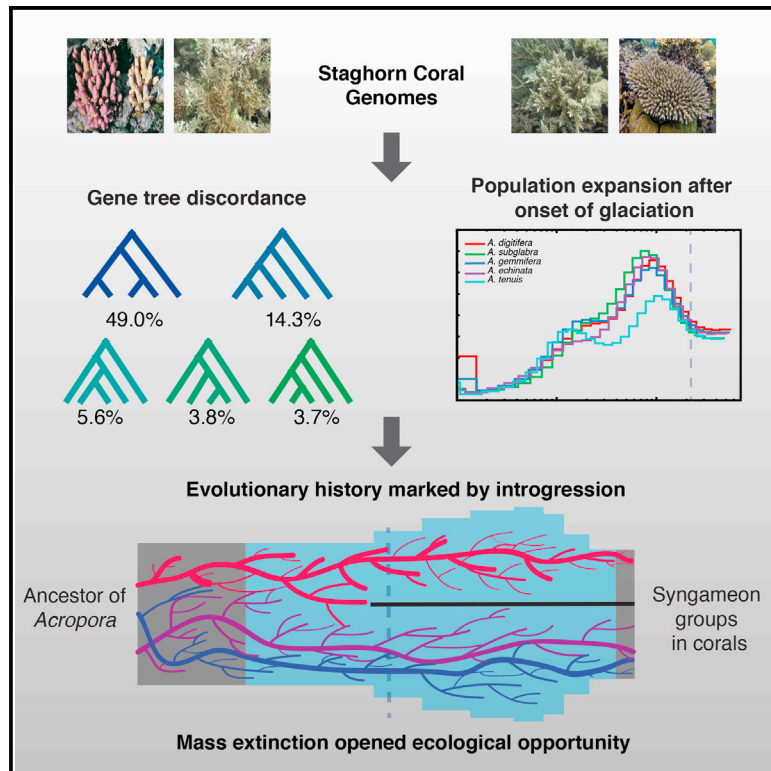 Staghorn Coral
Genomes
Gene tree discordance
49.0%
14.3%
5.6%
3.8%
3.7%
Population expansion after
onset of glaciation
A. digitifera
A. subglabra
A. gemmifera
A. echinata
A. tenuis
Evolutionary history marked by introgression
Ancestor of
Acropora
Syngameon
groups
in corals
Mass extinction opened ecological opportunity